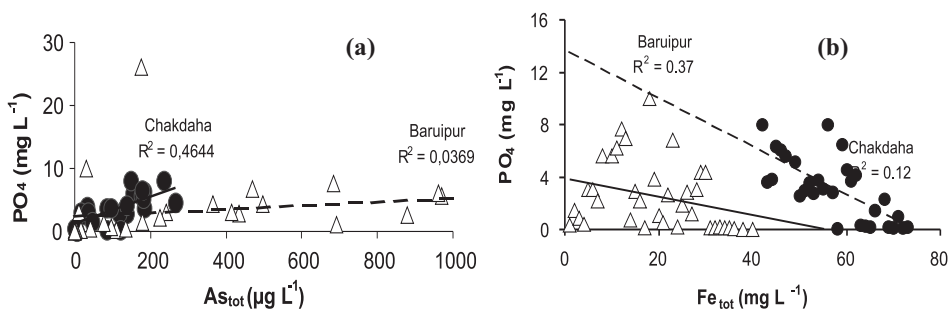 (a)
PO₄ (mg L⁻¹)
30
20
10
0
Chakdaha
R² = 0,4644
Baruipur
R² = 0,0369
0 200 400 600 800 1000
Asₜₒₜ (µg L⁻¹)
(b)
PO₄ (mg L⁻¹)
16
12
8
4
0
Baruipur
R² = 0.37
Chakdaha
R² = 0.12
0 20 40 60 80
Feₜₒₜ (mg L⁻¹)